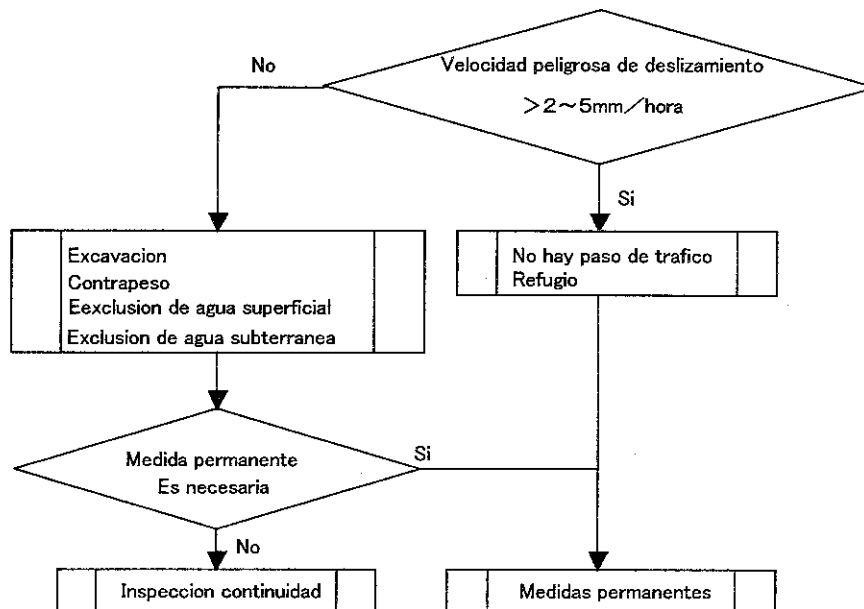 No
Velocidad peligrosa de deslizamiento
>2~5mm/hora
Si
Excavacion
Contrapeso
Eexclusion de agua superficial
Exclusion de agua subterranea
No hay paso de trafico
Refugio
Medida permanente
Es necesaria
Si
No
Inspeccion continuidad
Medidas permanentes